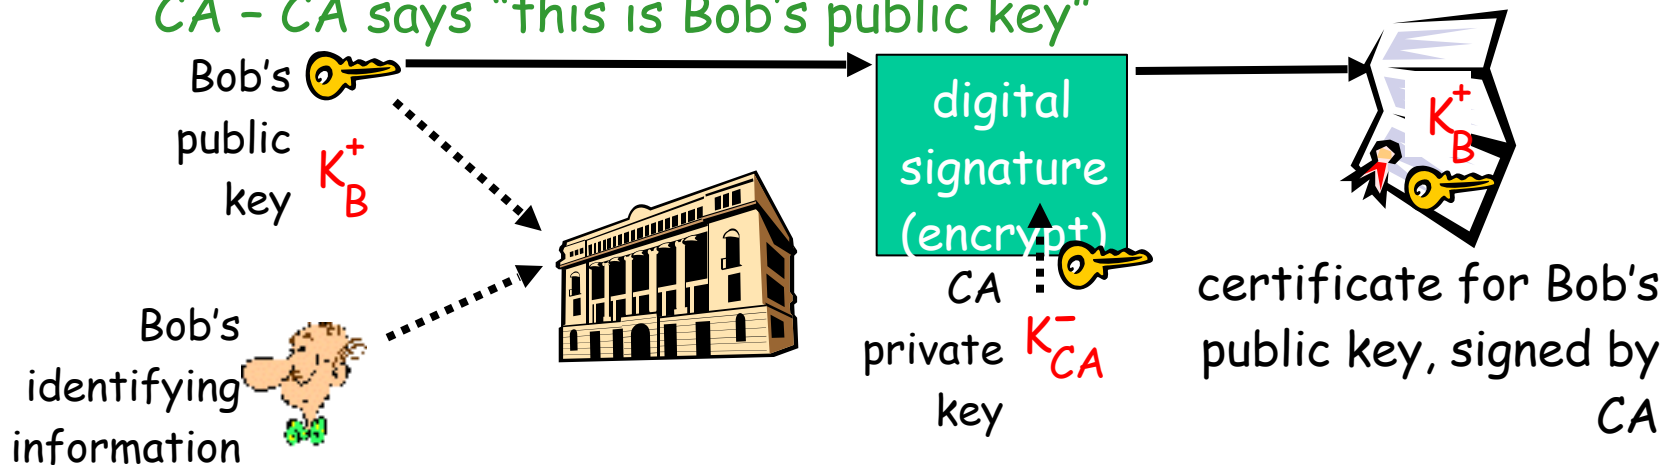 CA – CA says “this is Bob’s public key”
Bob’s
public
key
K+B
digital
signature
(encrypt)
K+B
CA
private
key
K-CA
certificate for Bob’s
public key, signed by
CA
Bob’s
identifying
information